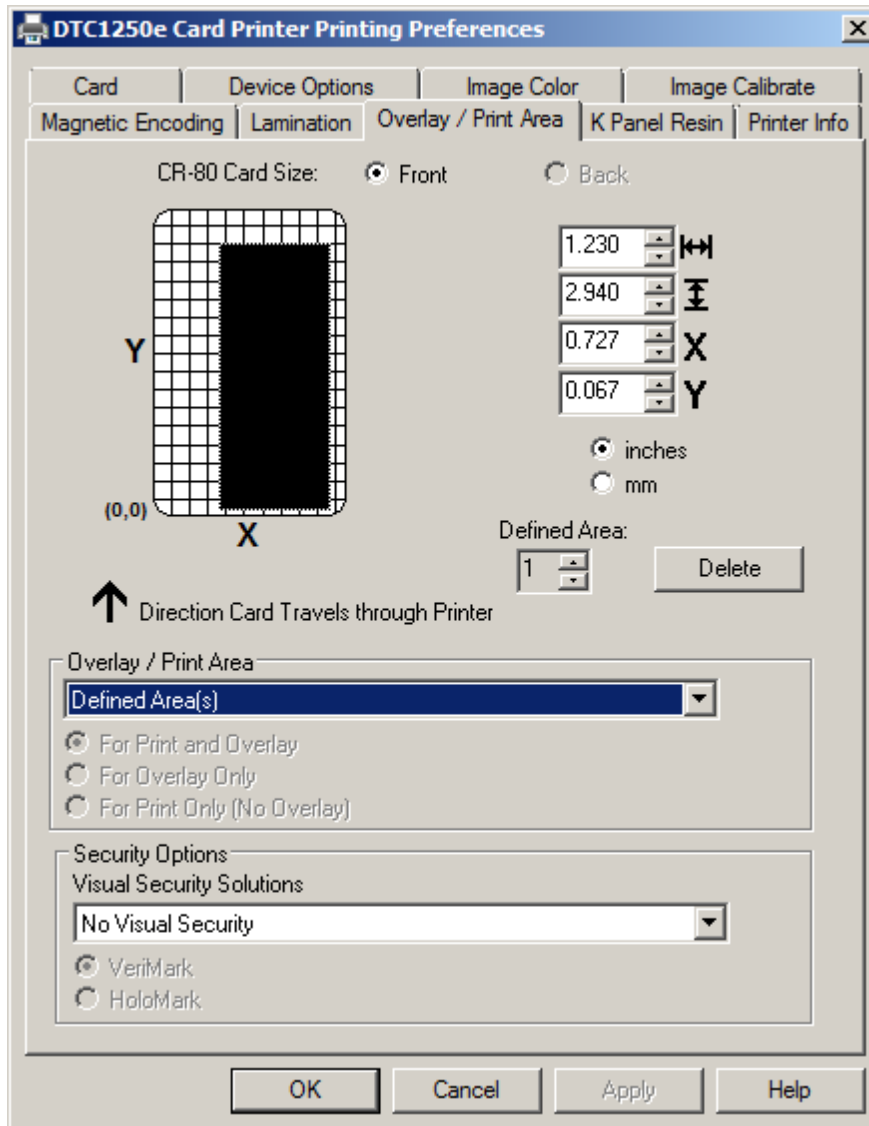 DTC1250e Card Printer Printing Preferences
Card Device Options Image Color Image Calibrate
Magnetic Encoding Lamination Overlay / Print Area K Panel Resin Printer Info
CR-80 Card Size: Front Back
1.230
2.940
0.727 X
0.067 Y
Y
inches
mm
(0,0)
X
Defined Area:
1 Delete
Direction Card Travels through Printer
Overlay / Print Area
Defined Area(s)
For Print and Overlay
For Overlay Only
For Print Only (No Overlay)
Security Options
Visual Security Solutions
No Visual Security
VeriMark
HoloMark
OK Cancel Apply Help